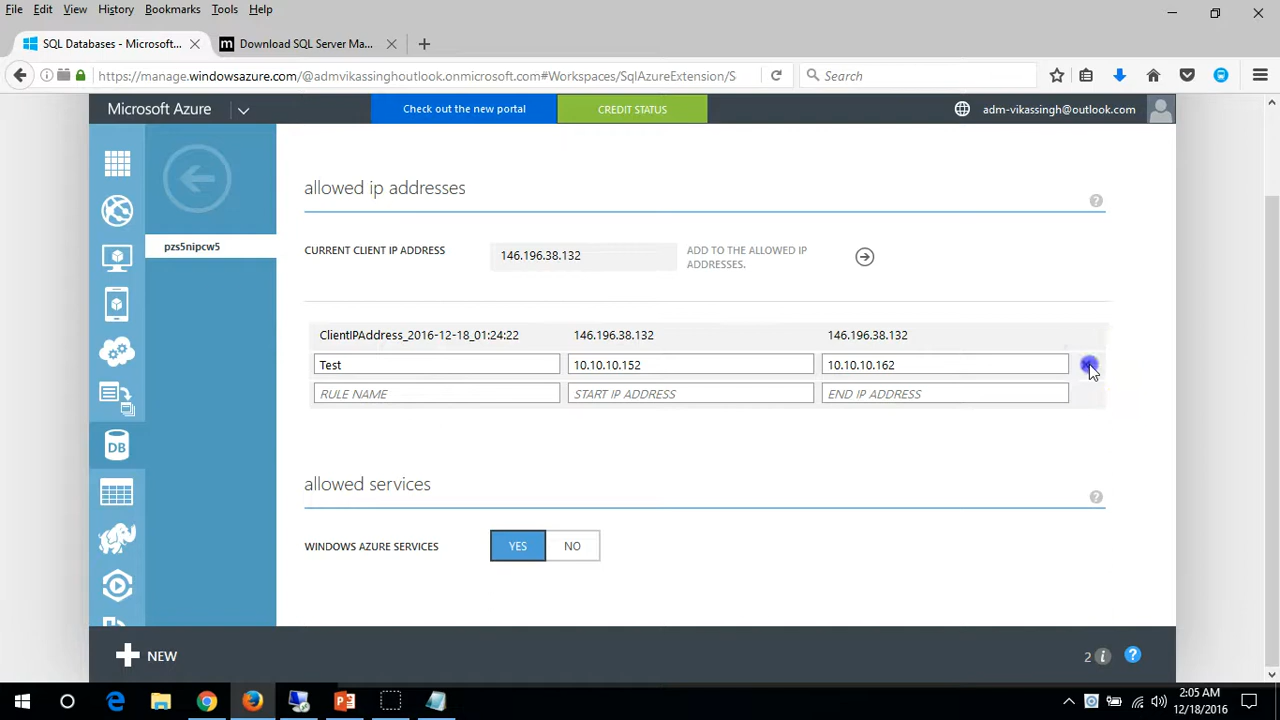 File Edit View History Bookmarks Tools Help
SQL Databases - Microsoft...
m Download SQL Server Ma...
https://manage.windowsazure.com/@admvikassinghoutlook.onmicrosoft.com#Workspaces/SqlAzureExtension/S
Search
Microsoft Azure
Check out the new portal
CREDIT STATUS
adm-vikassingh@outlook.com
pzs5nipcw5
allowed ip addresses
?
CURRENT CLIENT IP ADDRESS
146.196.38.132
ADD TO THE ALLOWED IP
ADDRESSES.
ClientIPAddress_2016-12-18_01:24:22 146.196.38.132 146.196.38.132
Test 10.10.10.152 10.10.10.162
RULE NAME START IP ADDRESS END IP ADDRESS
DB
allowed services
?
WINDOWS AZURE SERVICES
YES NO
NEW
2 i ?
2:05 AM
12/18/2016